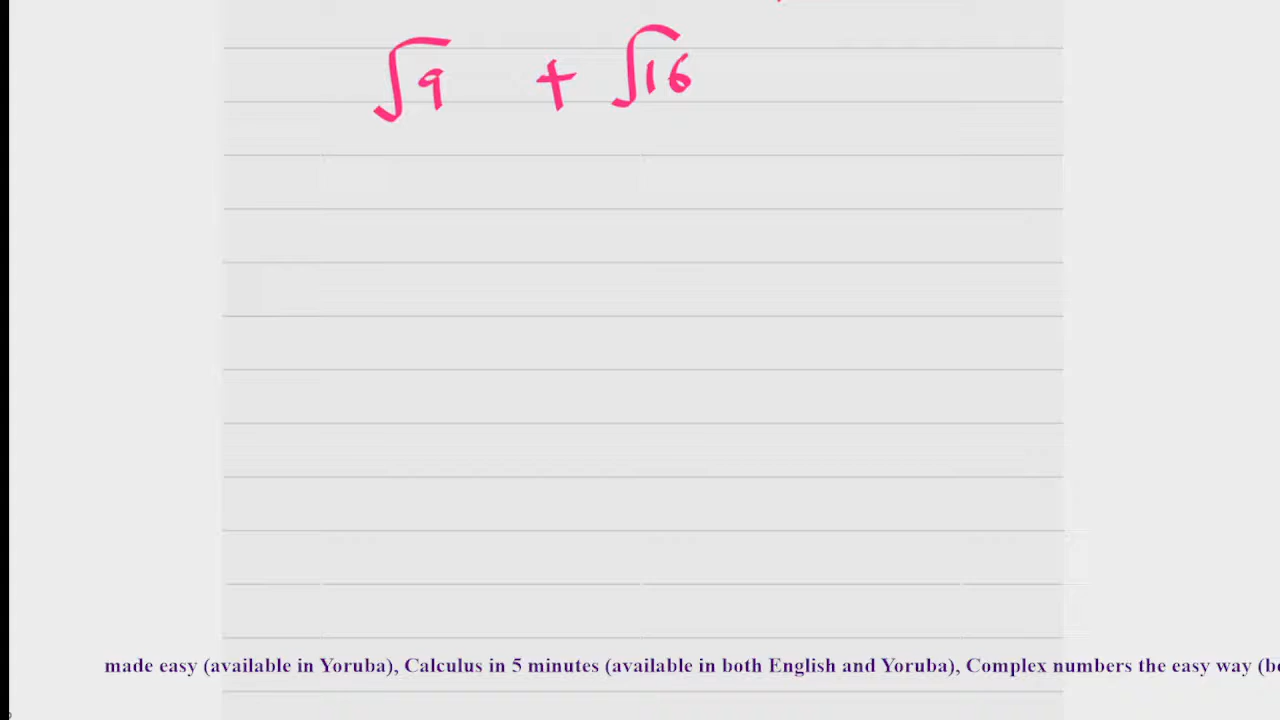 √9 + √16
made easy (available in Yoruba), Calculus in 5 minutes (available in both English and Yoruba), Complex numbers the easy way (